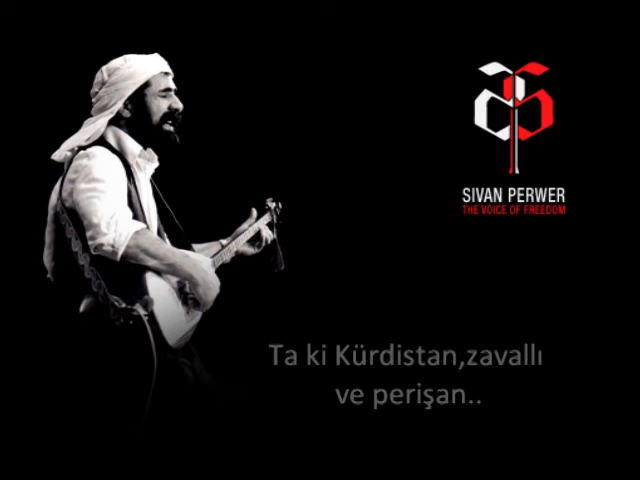 SIVAN PERWER
THE VOICE OF FREEDOM
Ta ki Kürdistan,zavallı
ve perişan..